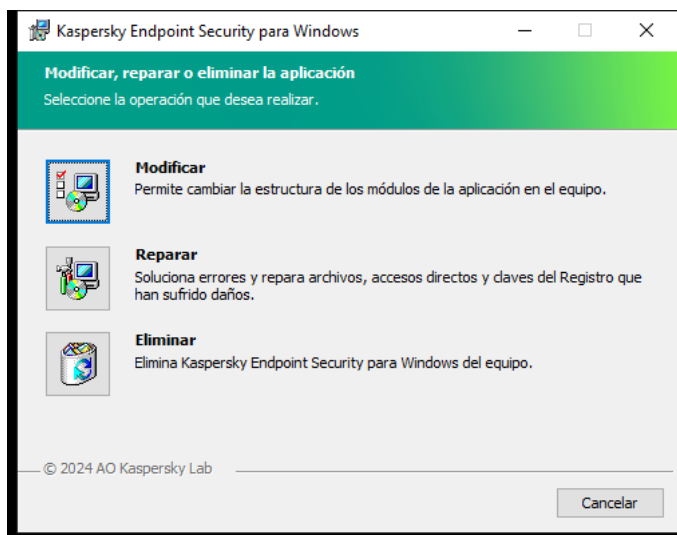 Kaspersky Endpoint Security para Windows
Modificar, reparar o eliminar la aplicación
Seleccione la operación que desea realizar.
Modificar
Permite cambiar la estructura de los módulos de la aplicación en el equipo.
Reparar
Soluciona errores y repara archivos, accesos directos y claves del Registro que
han sufrido daños.
Eliminar
Elimina Kaspersky Endpoint Security para Windows del equipo.
© 2024 AO Kaspersky Lab
Cancelar